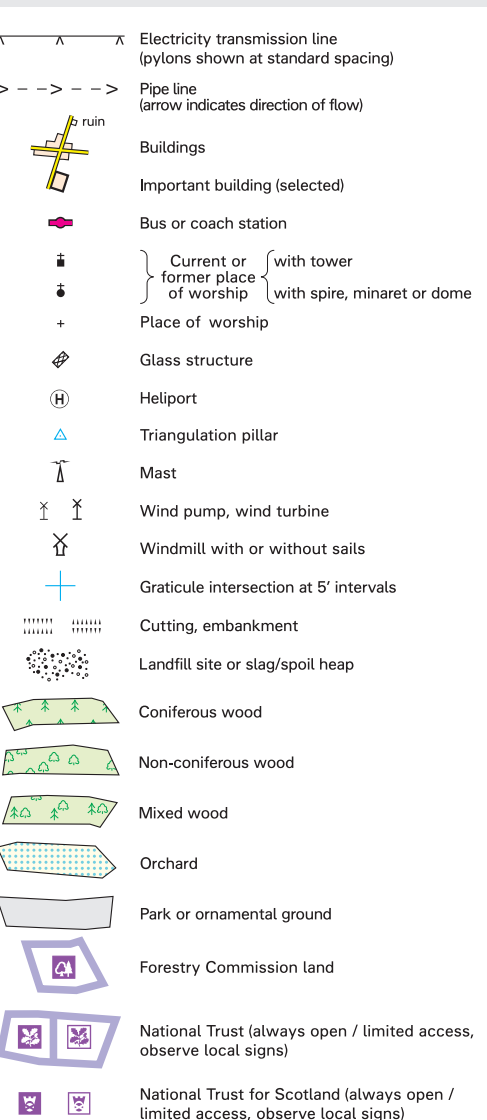 Electricity transmission line
(pylons shown at standard spacing)
Pipe line
(arrow indicates direction of flow)
ruin
Buildings
Important building (selected)
Bus or coach station
Current or
former place
of worship
with tower
with spire, minaret or dome
Place of worship
Glass structure
H
Heliport
Triangulation pillar
Mast
Wind pump, wind turbine
Windmill with or without sails
Graticule intersection at 5' intervals
Cutting, embankment
Landfill site or slag/spoil heap
Coniferous wood
Non-coniferous wood
Mixed wood
Orchard
Park or ornamental ground
Forestry Commission land
National Trust (always open / limited access,
observe local signs)
National Trust for Scotland (always open /
limited access, observe local signs)